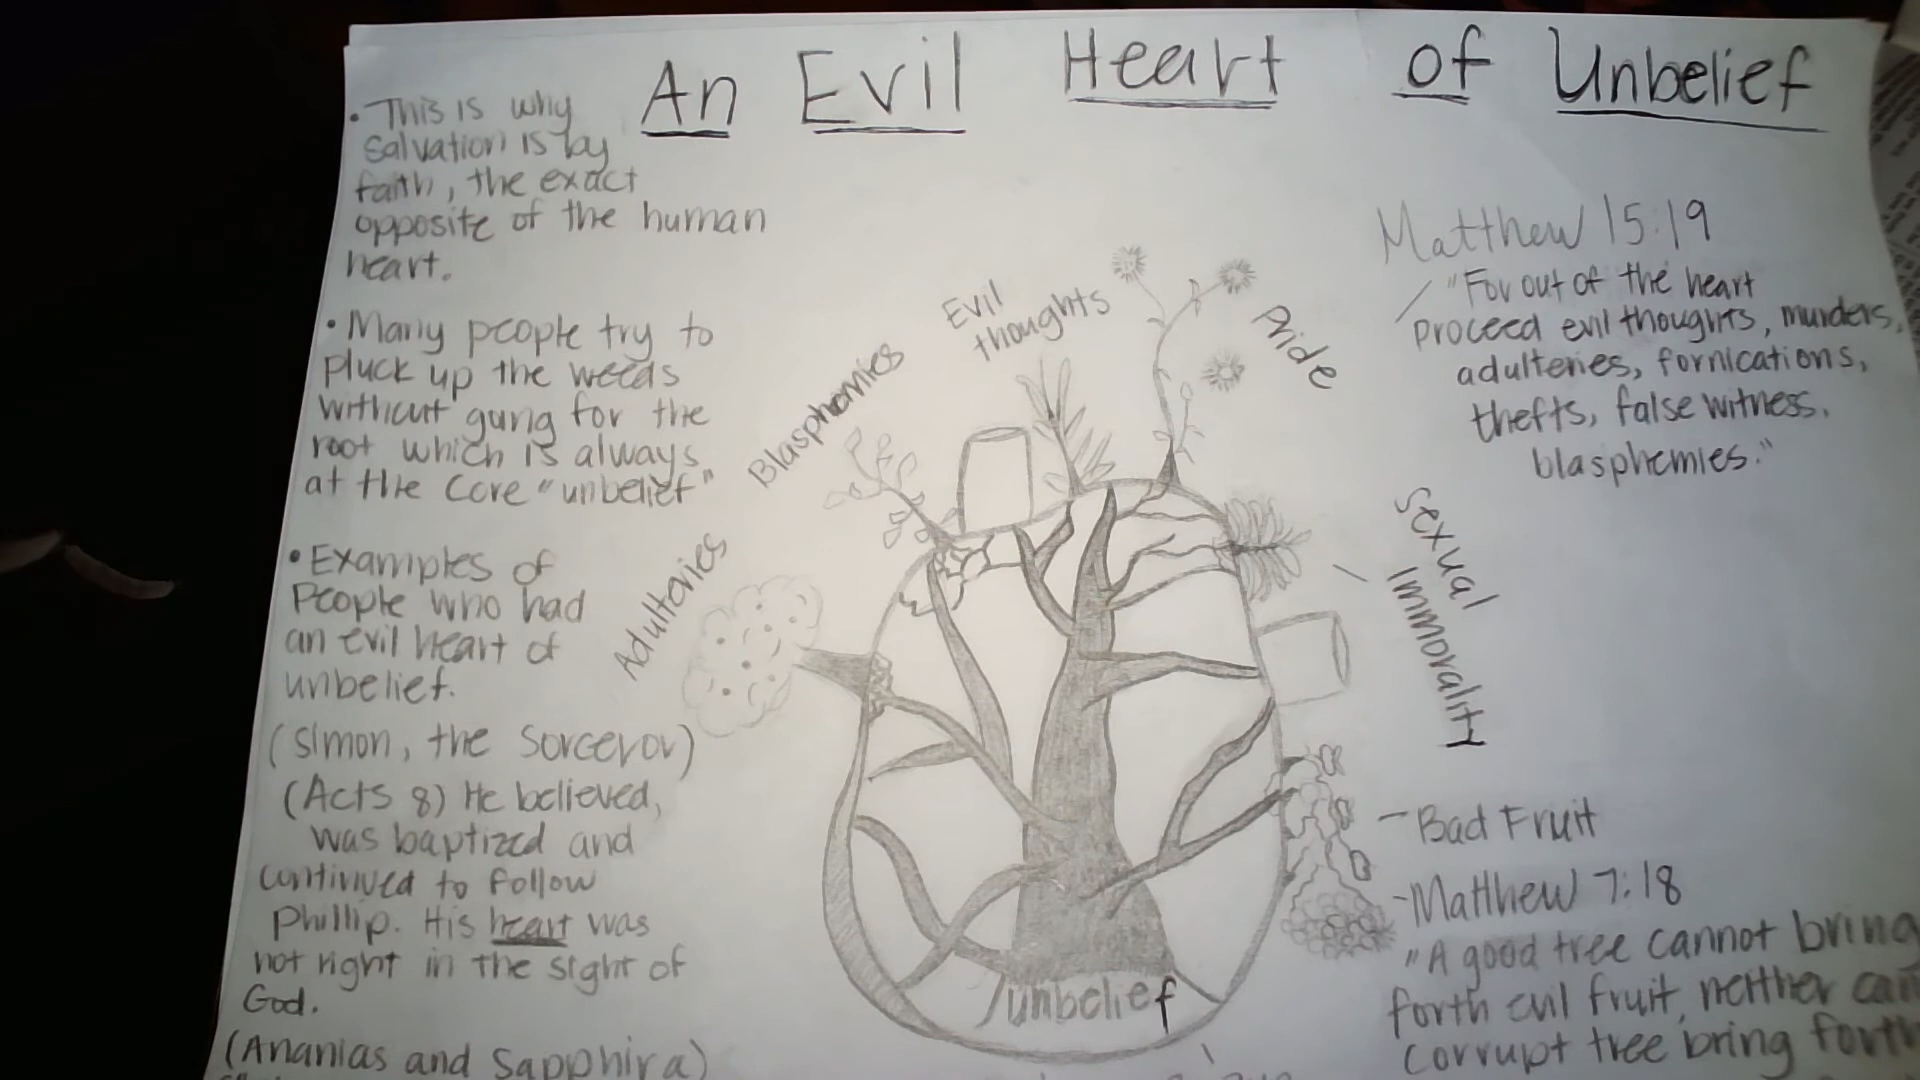 An Evil Heart of Unbelief
• This is why
salvation is by
faith, the exact
opposite of the human
heart.
• Many people try to
pluck up the weeds
without gung for the
root which is always
at the core "unbelief"
• Examples of
People who had
an evil heart of
unbelief.
(simon, the Sorceror)
(Acts 8) He believed,
was baptized and
continued to follow
Phillip. His heart was
not right in the sight of
God.
(Ananias and Sapphira)
Adulteries
Blasphemies
Evil
thoughts
Pride
Sexual
Immorality
unbelief
Matthew 15:19
"For out of the heart
proceed evil thoughts, murders,
adulteries, fornications,
thefts, false witness,
blasphemies."
- Bad Fruit
- Matthew 7:18
"A good tree cannot bring
forth evil fruit, neither can
corrupt tree bring forth